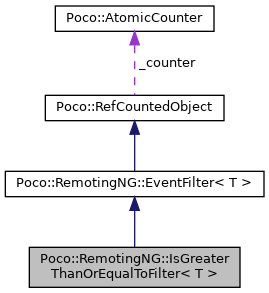 Poco::AtomicCounter
_counter
Poco::RefCountedObject
Poco::RemotingNG::EventFilter< T >
Poco::RemotingNG::IsGreater
ThanOrEqualToFilter< T >